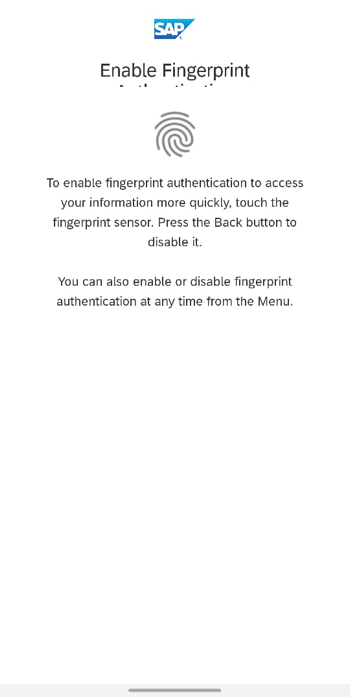 SAP
Enable Fingerprint
To enable fingerprint authentication to access
your information more quickly, touch the
fingerprint sensor. Press the Back button to
disable it.
You can also enable or disable fingerprint
authentication at any time from the Menu.